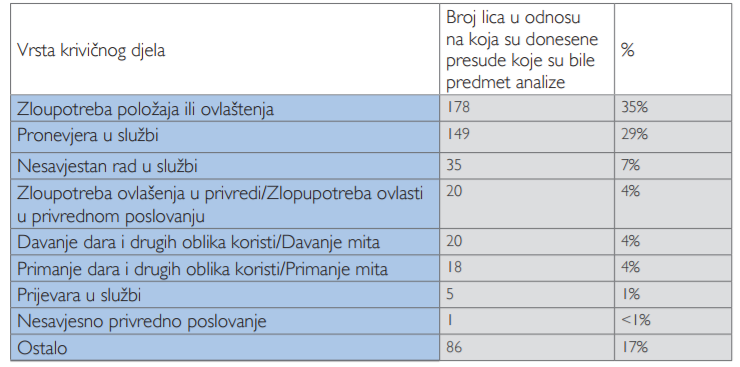 Vrsta krivičnog djela
Broj lica u odnosu
na koja su donesene
presude koje su bile
predmet analize
%
Zloupotreba položaja ili ovlaštenja 178 35%
Pronevjera u službi 149 29%
Nesavjestan rad u službi 35 7%
Zloupotreba ovlašenja u privredi/Zlopupotreba ovlasti
u privrednom poslovanju
20 4%
Davanje dara i drugih oblika koristi/Davanje mita 20 4%
Primanje dara i drugih oblika koristi/Primanje mita 18 4%
Prijevara u službi 5 1%
Nesavjesno privredno poslovanje 1 <1%
Ostalo 86 17%